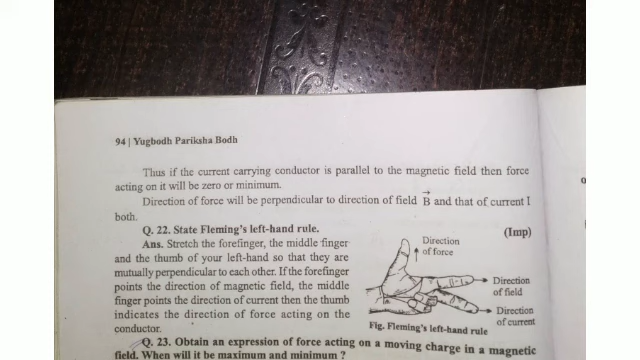 94 | Yugbodh Pariksha Bodh
Thus if the current carrying conductor is parallel to the magnetic field then force
acting on it will be zero or minimum.
Direction of force will be perpendicular to direction of field B⃗ and that of current I
both.
Q. 22. State Fleming's left-hand rule. (Imp)
Ans. Stretch the forefinger, the middle finger
and the thumb of your left-hand so that they are
mutually perpendicular to each other. If the forefinger
points the direction of magnetic field, the middle
finger points the direction of current then the thumb
indicates the direction of force acting on the
conductor.
Direction
of force
Direction
of field
Direction
of current
Fig. Fleming's left-hand rule
Q. 23. Obtain an expression of force acting on a moving charge in a magnetic
field. When will it be maximum and minimum ?